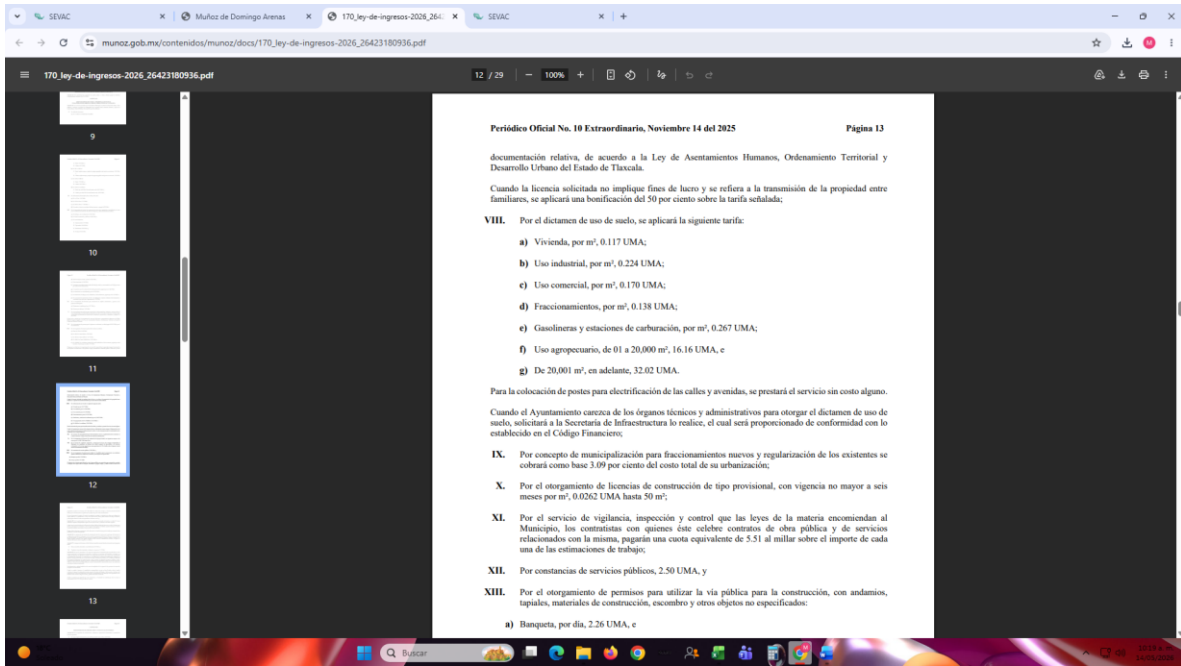 SEVAC
Muñoz de Domingo Arenas
170_ley-de-ingresos-2026_264
SEVAC
munoz.gob.mx/contenidos/munoz/docs/170_ley-de-ingresos-2026_26423180936.pdf
M
170_ley-de-ingresos-2026_26423180936.pdf
12 / 29
100%
9
10
11
12
13
Periódico Oficial No. 10 Extraordinario, Noviembre 14 del 2025 Página 13
documentación relativa, de acuerdo a la Ley de Asentamientos Humanos, Ordenamiento Territorial y
Desarrollo Urbano del Estado de Tlaxcala.
Cuando la licencia solicitada no implique fines de lucro y se refiera a la transmisión de la propiedad entre
familiares, se aplicará una bonificación del 50 por ciento sobre la tarifa señalada;
VIII. Por el dictamen de uso de suelo, se aplicará la siguiente tarifa:
a) Vivienda, por m², 0.117 UMA;
b) Uso industrial, por m², 0.224 UMA;
c) Uso comercial, por m², 0.170 UMA;
d) Fraccionamientos, por m², 0.138 UMA;
e) Gasolineras y estaciones de carburación, por m², 0.267 UMA;
f) Uso agropecuario, de 01 a 20,000 m², 16.16 UMA, e
g) De 20,001 m², en adelante, 32.02 UMA.
Para la colocación de postes para electrificación de las calles y avenidas, se prestará el servicio sin costo alguno.
Cuando el Ayuntamiento carezca de los órganos técnicos y administrativos para otorgar el dictamen de uso de
suelo, solicitará a la Secretaría de Infraestructura lo realice, el cual será proporcionado de conformidad con lo
establecido en el Código Financiero;
IX. Por concepto de municipalización para fraccionamientos nuevos y regularización de los existentes se
cobrará como base 3.09 por ciento del costo total de su urbanización;
X. Por el otorgamiento de licencias de construcción de tipo provisional, con vigencia no mayor a seis
meses por m², 0.0262 UMA hasta 50 m²;
XI. Por el servicio de vigilancia, inspección y control que las leyes de la materia encomiendan al
Municipio, los contratistas con quienes éste celebre contratos de obra pública y de servicios
relacionados con la misma, pagarán una cuota equivalente de 5.51 al millar sobre el importe de cada
una de las estimaciones de trabajo;
XII. Por constancias de servicios públicos, 2.50 UMA, y
XIII. Por el otorgamiento de permisos para utilizar la vía pública para la construcción, con andamios,
tapiales, materiales de construcción, escombro y otros objetos no especificados:
a) Banqueta, por día, 2.26 UMA, e
Buscar